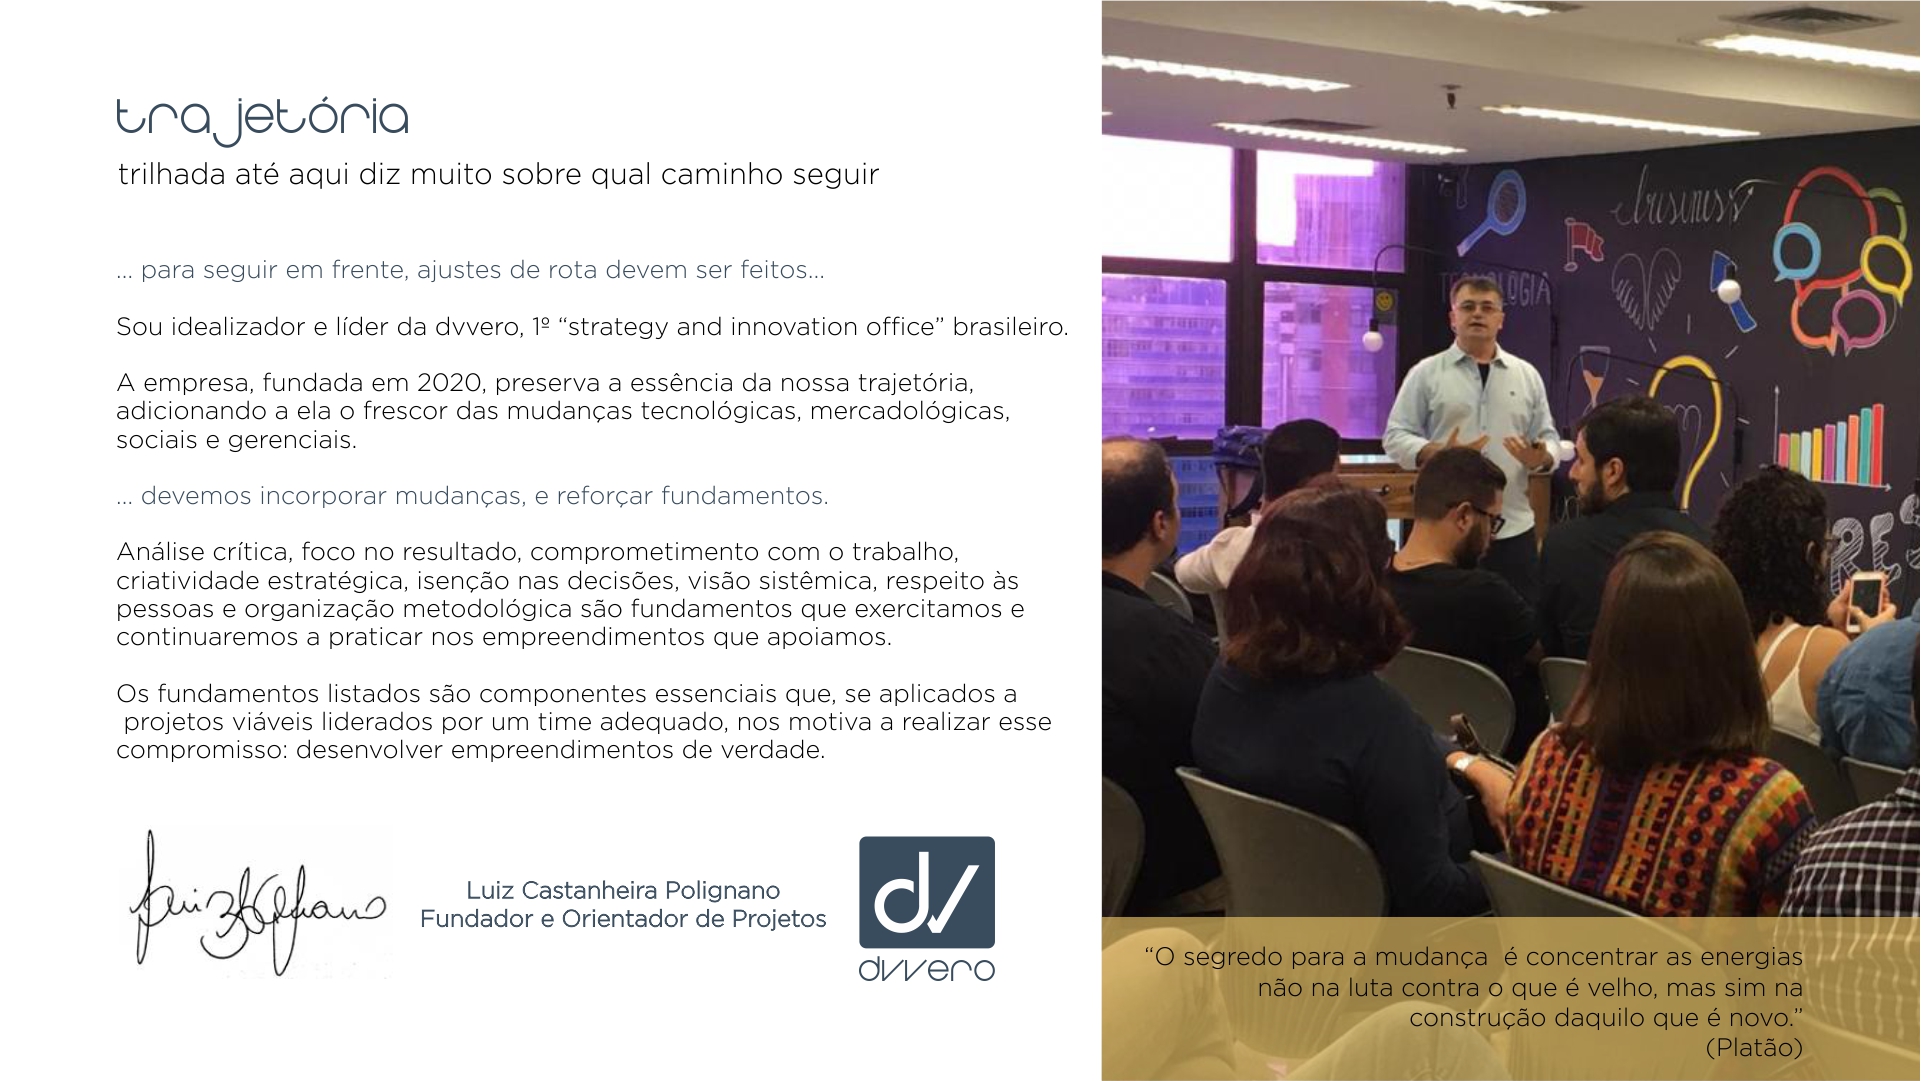 trajetória
trilhada até aqui diz muito sobre qual caminho seguir
... para seguir em frente, ajustes de rota devem ser feitos...
Sou idealizador e líder da dvvero, 1º “strategy and innovation office” brasileiro.
A empresa, fundada em 2020, preserva a essência da nossa trajetória,
adicionando a ela o frescor das mudanças tecnológicas, mercadológicas,
sociais e gerenciais.
... devemos incorporar mudanças, e reforçar fundamentos.
Análise crítica, foco no resultado, comprometimento com o trabalho,
criatividade estratégica, isenção nas decisões, visão sistêmica, respeito às
pessoas e organização metodológica são fundamentos que exercitamos e
continuaremos a praticar nos empreendimentos que apoiamos.
Os fundamentos listados são componentes essenciais que, se aplicados a
projetos viáveis liderados por um time adequado, nos motiva a realizar esse
compromisso: desenvolver empreendimentos de verdade.
Luiz Castanheira Polignano
Fundador e Orientador de Projetos
dv
dvvero
business
TECNOLOGIA
“O segredo para a mudança  é concentrar as energias
não na luta contra o que é velho, mas sim na
construção daquilo que é novo.”
(Platão)